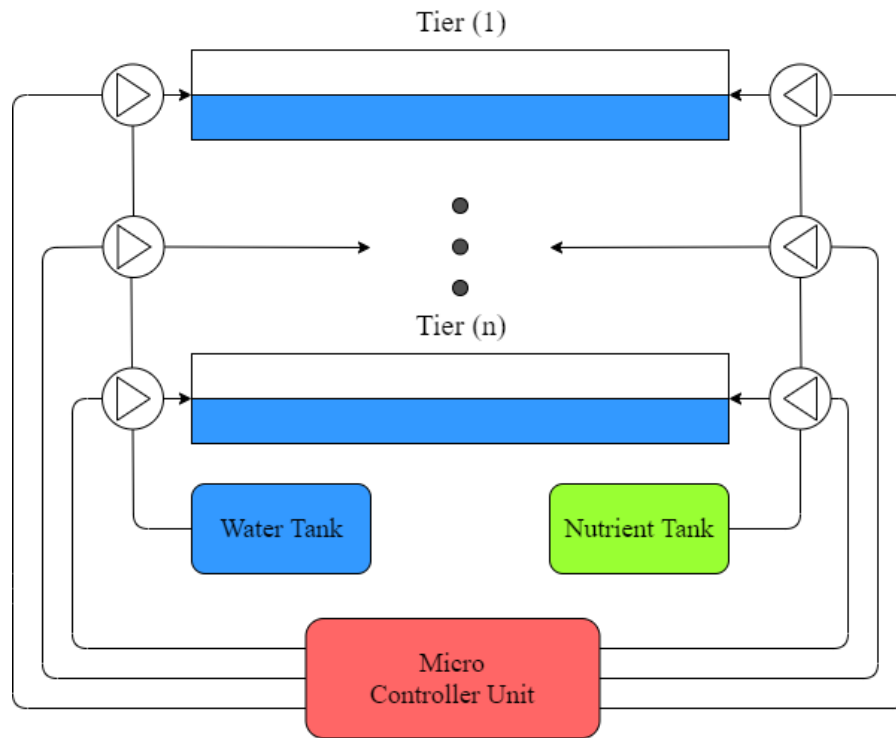 Tier (1)
Tier (n)
Water Tank
Nutrient Tank
Micro
Controller Unit